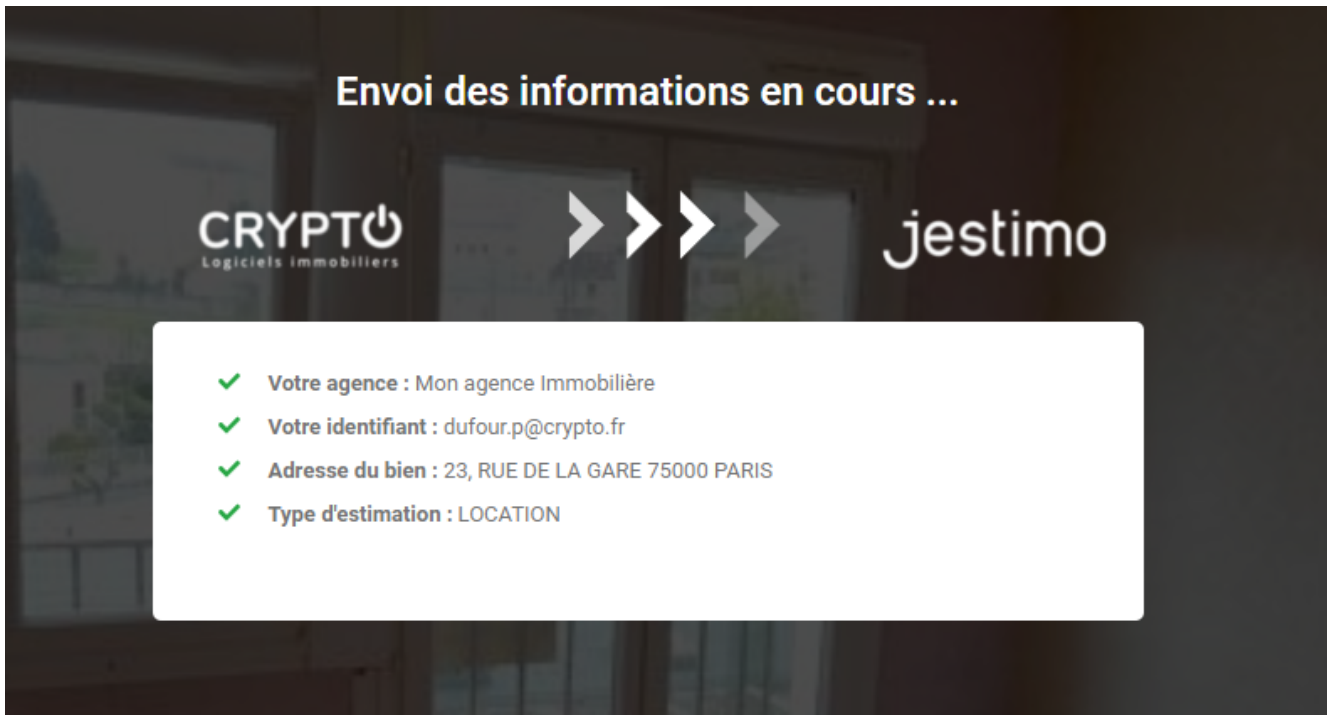 Envoi des informations en cours ...
CRYPTO
Logiciels immobiliers
jestimo
Votre agence : Mon agence Immobilière
Votre identifiant : dufour.p@crypto.fr
Adresse du bien : 23, RUE DE LA GARE 75000 PARIS
Type d'estimation : LOCATION